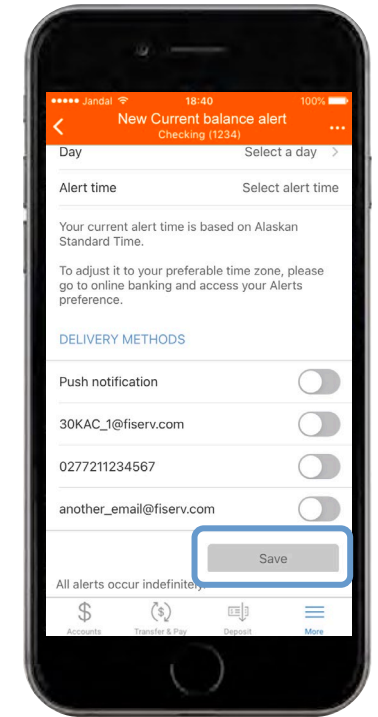 Jandal 18:40 100%
New Current balance alert
Checking (1234)
Day Select a day
Alert time Select alert time
Your current alert time is based on Alaskan
Standard Time.
To adjust it to your preferable time zone, please
go to online banking and access your Alerts
preference.
DELIVERY METHODS
Push notification
30KAC_1@fiserv.com
0277211234567
another_email@fiserv.com
Save
All alerts occur indefinitely.
Accounts Transfer & Pay Deposit More